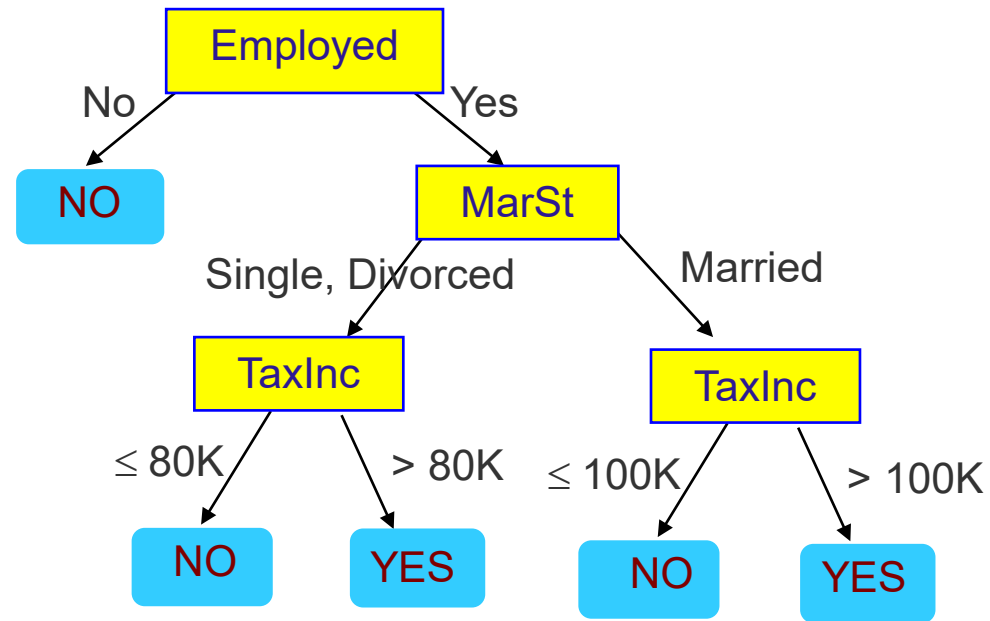 Employed
No
Yes
NO
MarSt
Single, Divorced
Married
TaxInc
TaxInc
≤ 80K
> 80K
≤ 100K
> 100K
NO
YES
NO
YES